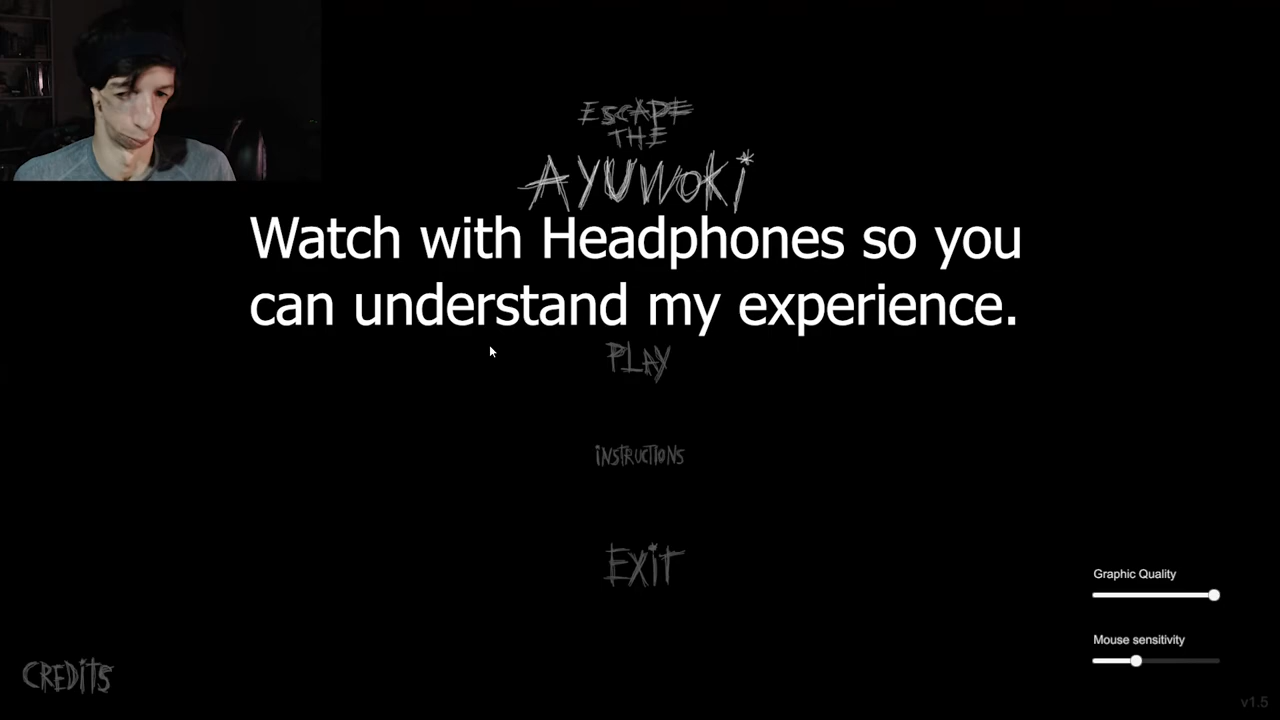 ESCAPE
THE
AYUWOKi
Watch with Headphones so you
can understand my experience.
PLAY
iNSTRUCTIONS
EXiT
Graphic Quality
Mouse sensitivity
CREDiTS
v1.5